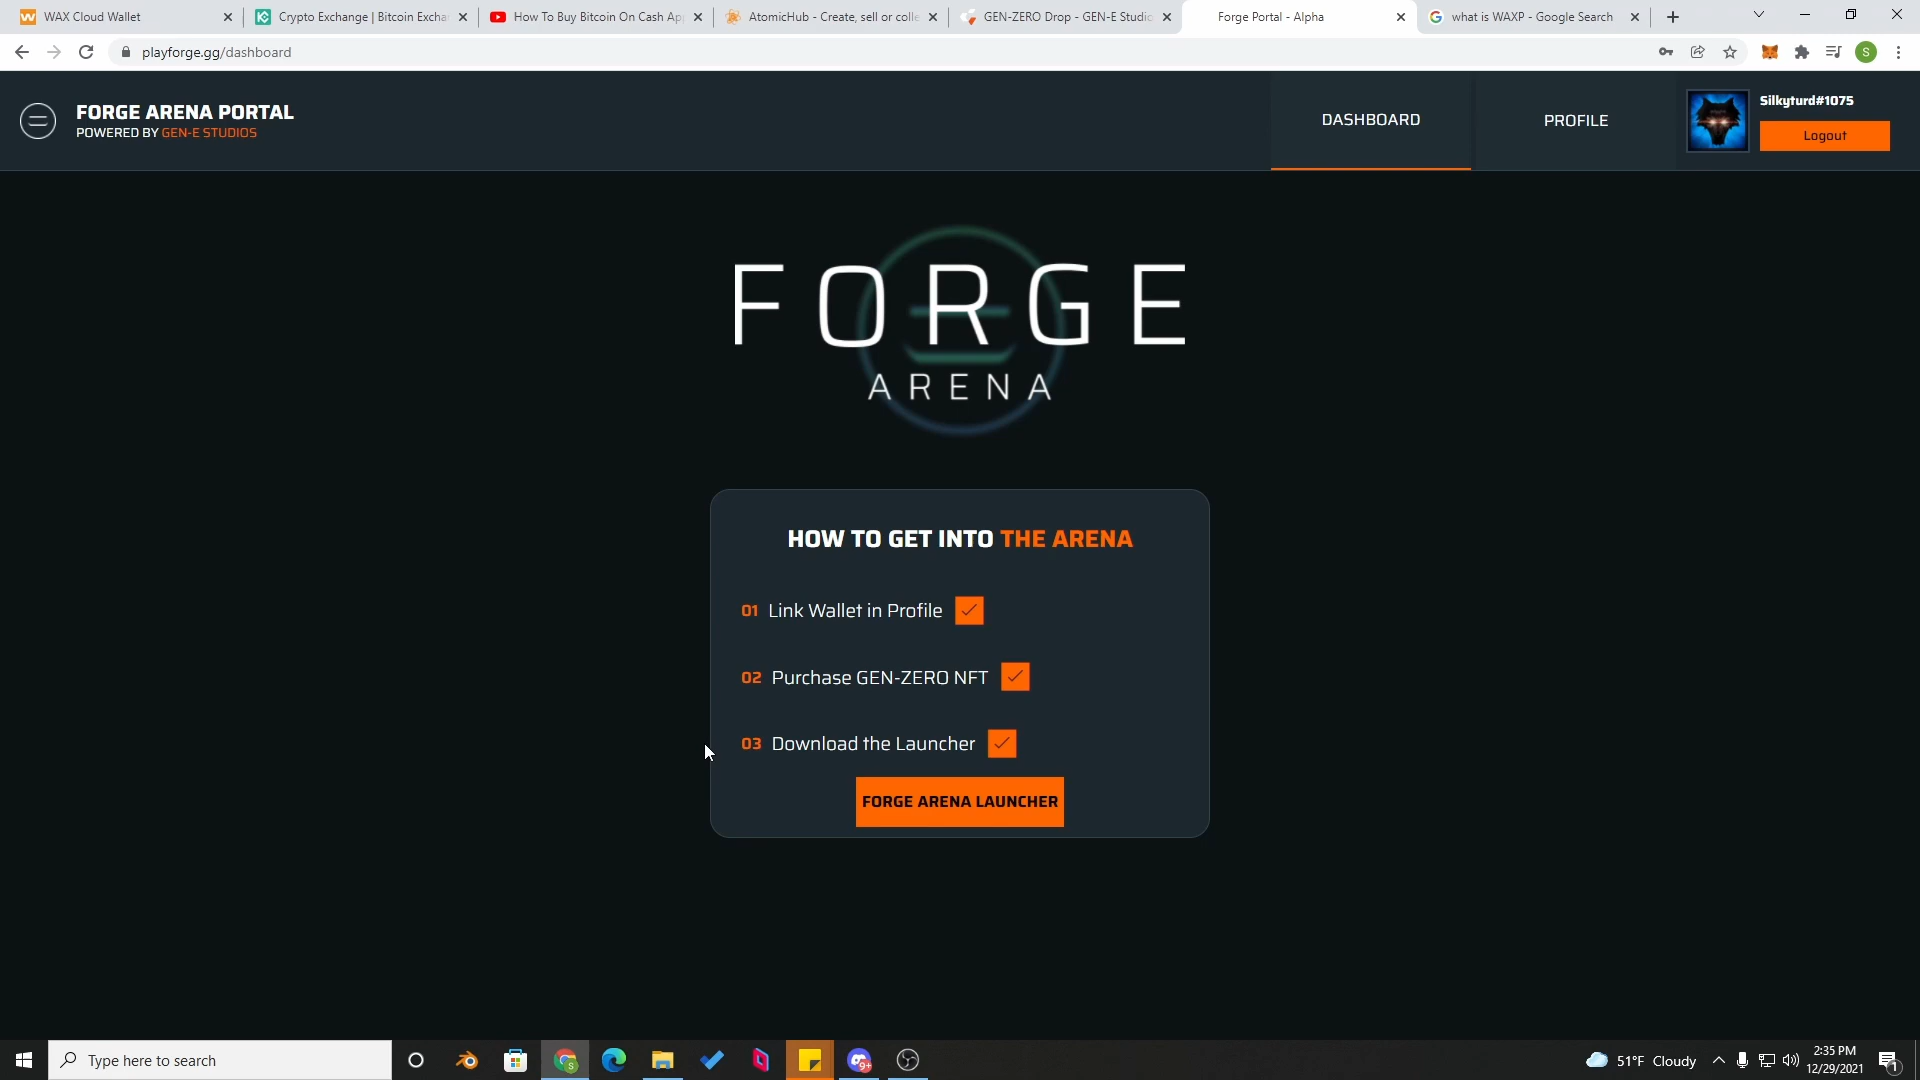 WAX Cloud Wallet
Crypto Exchange | Bitcoin Excha
How To Buy Bitcoin On Cash Ap
AtomicHub - Create, sell or colle
GEN-ZERO Drop - GEN-E Studio
Forge Portal - Alpha
what is WAXP - Google Search
playforge.gg/dashboard
S
FORGE ARENA PORTAL
POWERED BY GEN-E STUDIOS
DASHBOARD
PROFILE
Silkyturd#1075
Logout
FORGE
ARENA
HOW TO GET INTO THE ARENA
01 Link Wallet in Profile
02 Purchase GEN-ZERO NFT
03 Download the Launcher
FORGE ARENA LAUNCHER
Type here to search
9+
51°F Cloudy
2:35 PM
12/29/2021
1